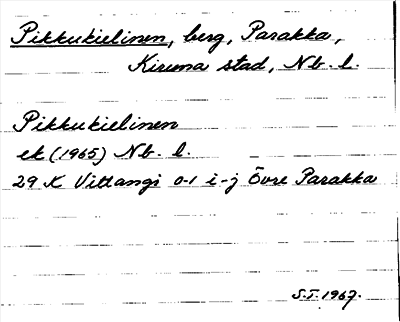 Pikkukielinen, berg, Parakka,
Kiruna stad, Nb. l.
Pikkukielinen
ek (1965) Nb. l
29 K Vittangi 0-1 i-j Övre Parakka
S.T. 1967.